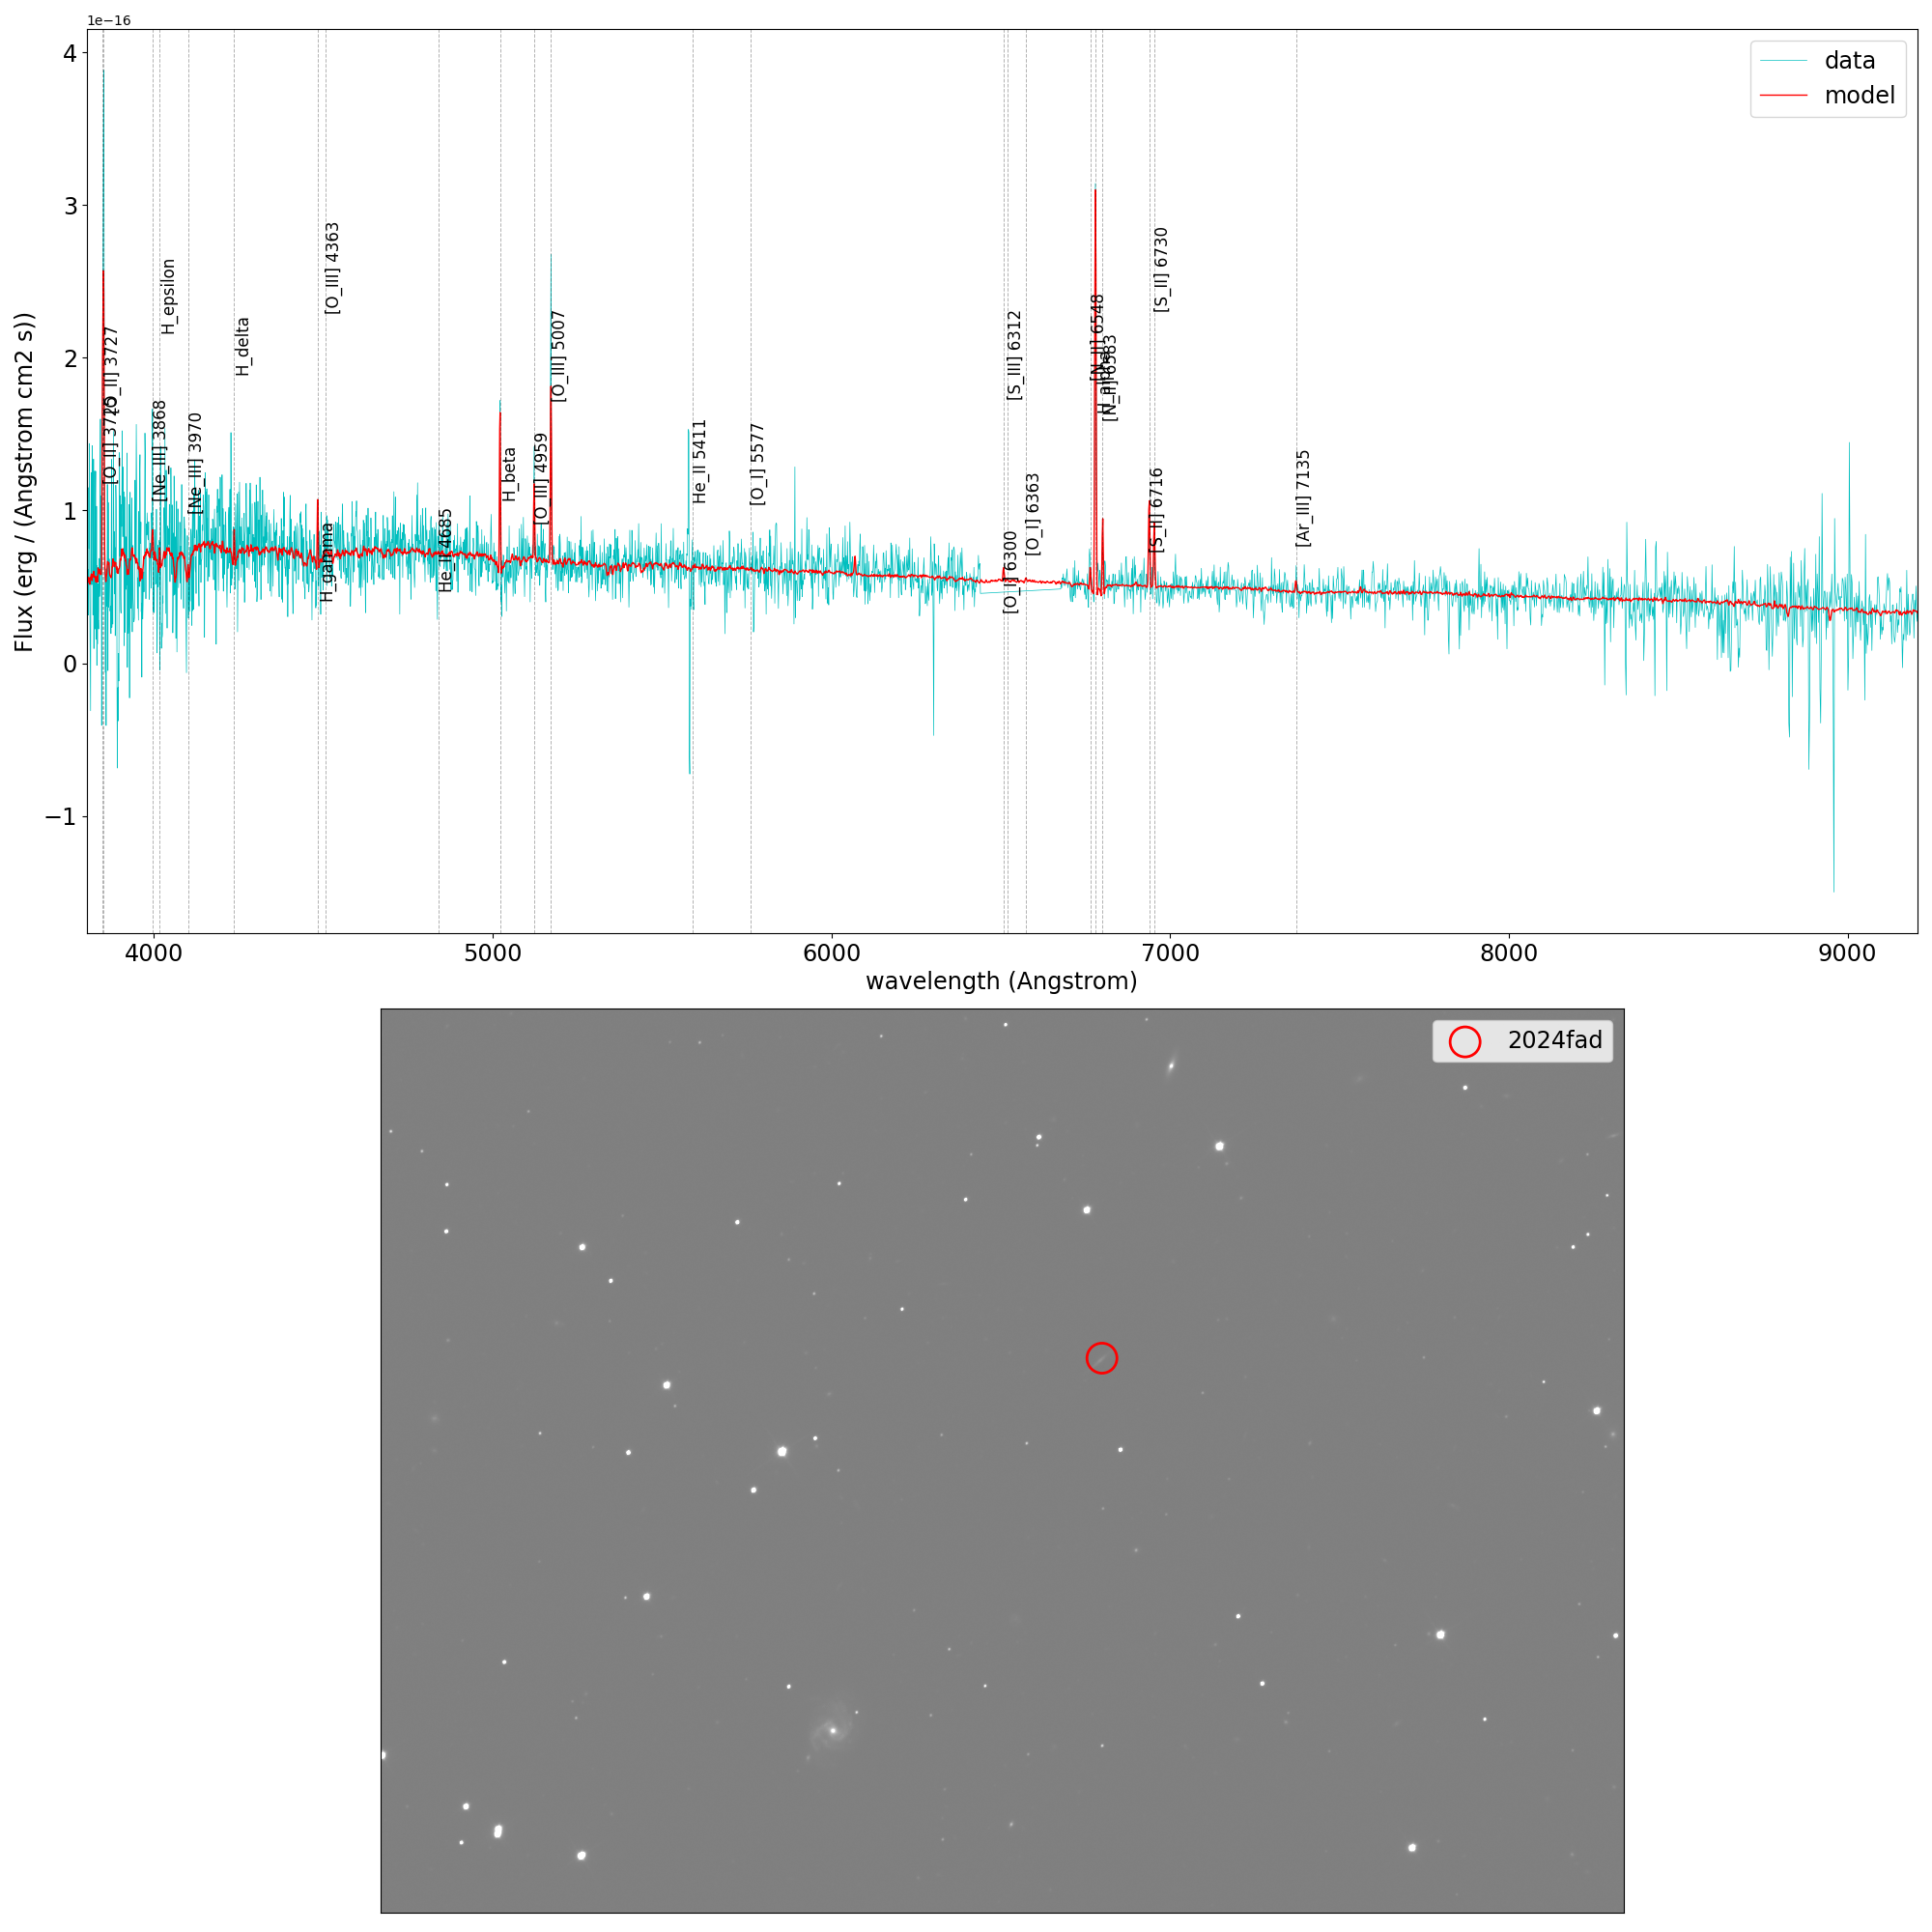 1e−16
data
model
4
3
2
1
0
−1
Flux (erg / (Angstrom cm2 s))
[O_II] 3727
[Ne_III] 3868
H_epsilon
[Ne_III] 3970
H_delta
H_gamma
[O_III] 4363
He_II 4685
H_beta
[O_III] 4959
[O_III] 5007
He_II 5411
[O_I] 5577
[O_I] 6300
[S_III] 6312
[O_I] 6363
[N_II] 6548
[N_II] 6583
[S_II] 6716
[S_II] 6730
[Ar_III] 7135
4000
5000
6000
7000
8000
9000
wavelength (Angstrom)
2024fad